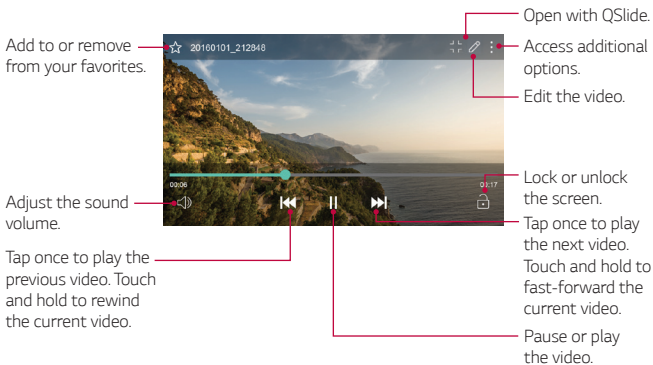 Open with QSlide.
Add to or remove
from your favorites.
20160101_212848
Access additional
options.
Edit the video.
00:06
00:17
Lock or unlock
the screen.
Adjust the sound
volume.
Tap once to play
the next video.
Touch and hold to
fast-forward the
current video.
Tap once to play the
previous video. Touch
and hold to rewind
the current video.
Pause or play
the video.